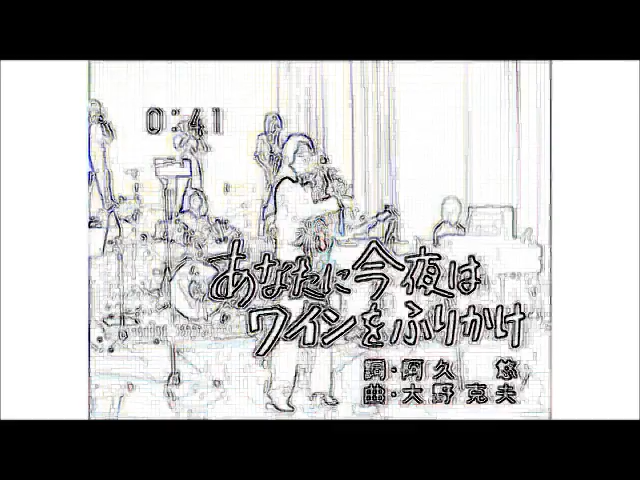 0:41
あなたに今夜は
ワインをふりかけ
詞・阿久 悠
曲・大野克夫